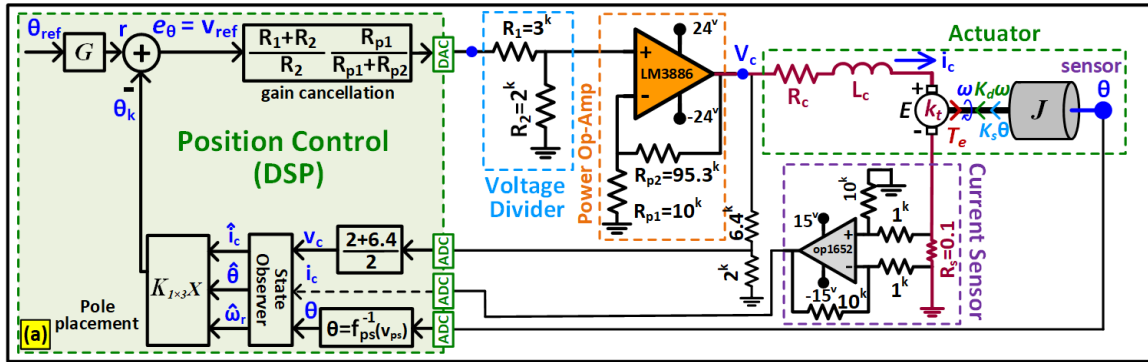 θref
G
r
eθ = vref
+
-
R1+R2
R2
Rp1
Rp1+Rp2
gain cancellation
DAC
θk
Position Control
(DSP)
R1=3k
R2=2k
Voltage
Divider
Power Op-Amp
24v
+
LM3886
-
-24v
Rp2=95.3k
Rp1=10k
Vc
Actuator
ic
Rc
Lc
sensor
+
E
-
kt
ω
Kdω
Te
Ksθ
J
θ
6.4k
2k
10k
15v
op1652
+
-
-15v
10k
1k
1k
Rs=0.1
Current Sensor
îc
θ̂
ω̂r
K1×3X
State
Observer
vc
2+6.4
2
ADC
ic
ADC
θ
θ=fps-1(vps)
ADC
Pole
placement
(a)